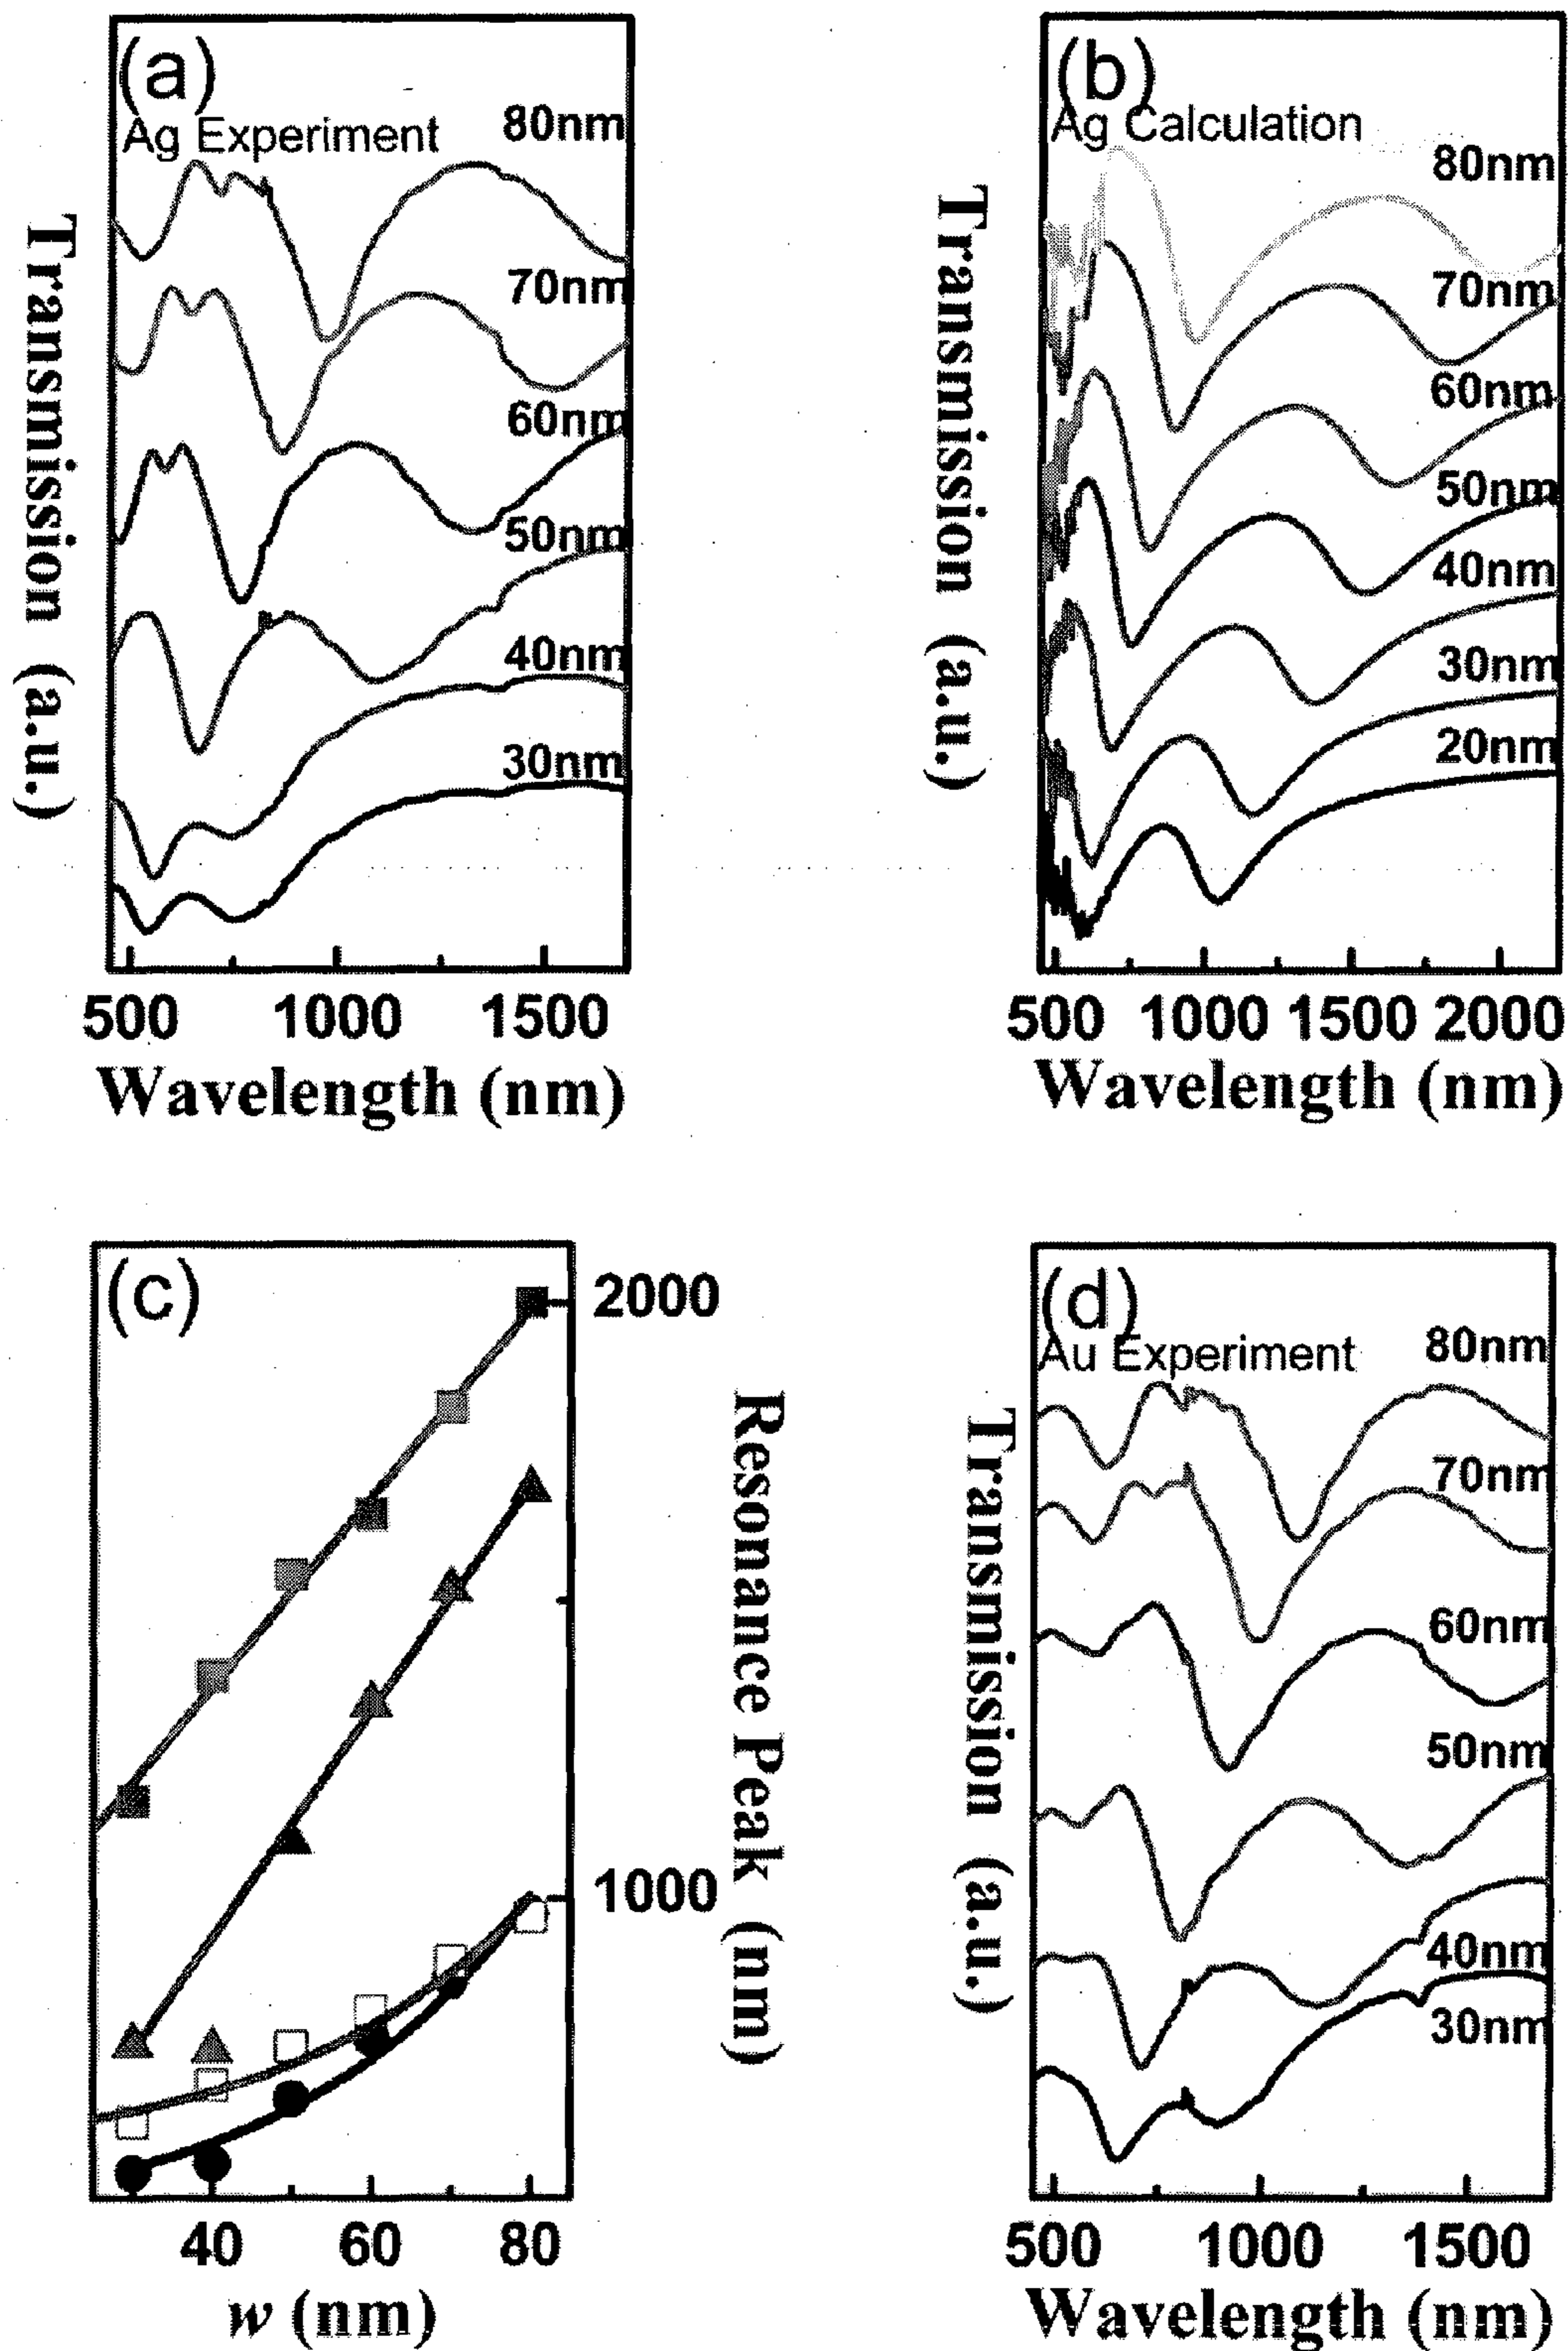 (a)
Ag Experiment
80nm
70nm
60nm
50nm
40nm
30nm
Transmission (a.u.)
500 1000 1500
Wavelength (nm)
(b)
Ag Calculation
80nm
70nm
60nm
50nm
40nm
30nm
20nm
Transmission (a.u.)
500 1000 1500 2000
Wavelength (nm)
(c)
2000
1000
Resonance Peak (nm)
40 60 80
w (nm)
(d)
Au Experiment
80nm
70nm
60nm
50nm
40nm
30nm
Transmission (a.u.)
500 1000 1500
Wavelength (nm)